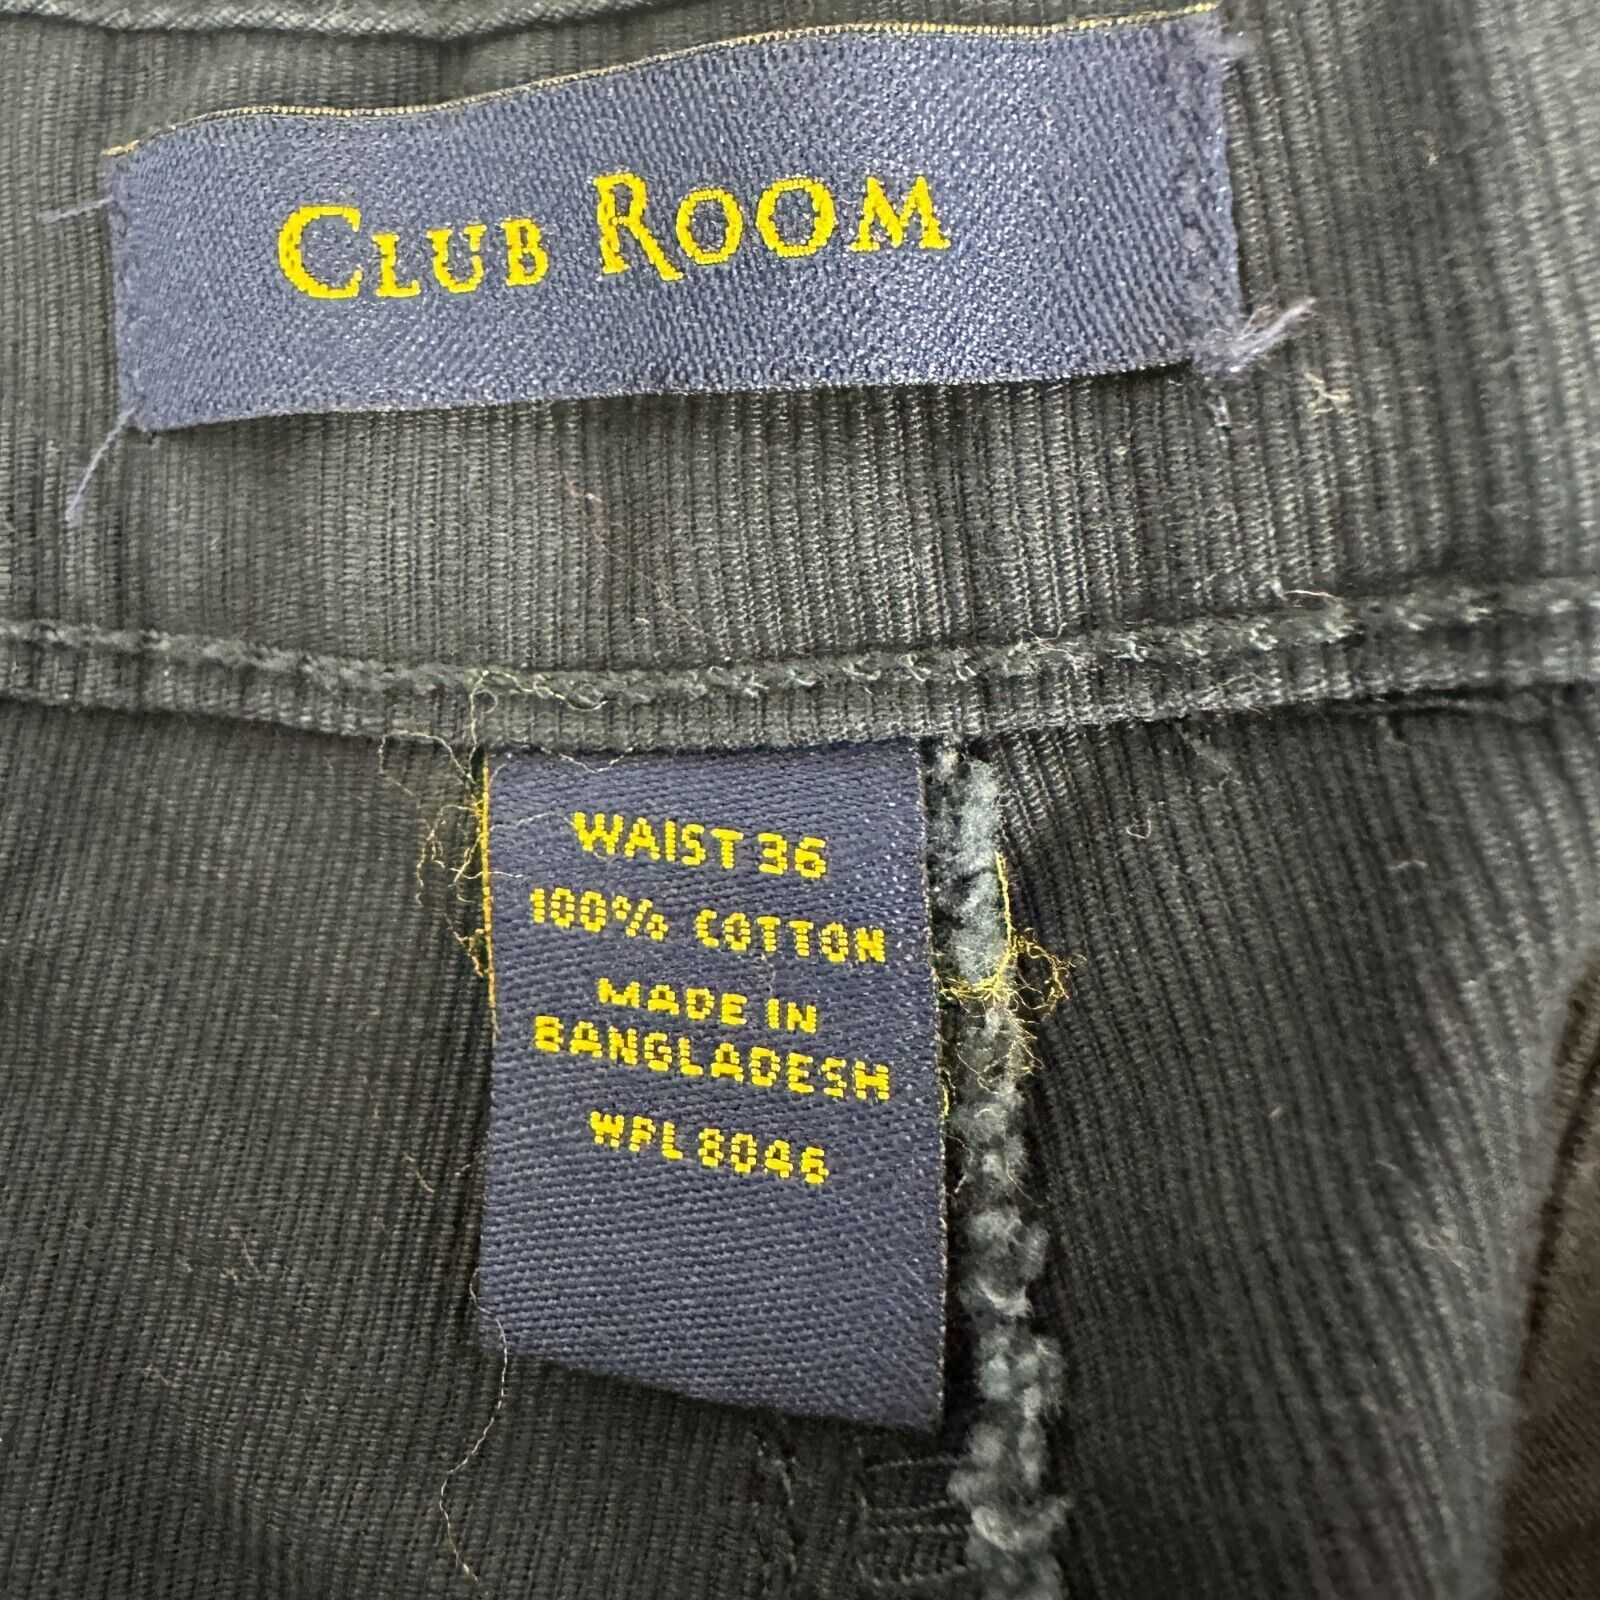 CLUB ROOM
WAIST 36
100% COTTON
MADE IN
BANGLADESH
WPL 8046